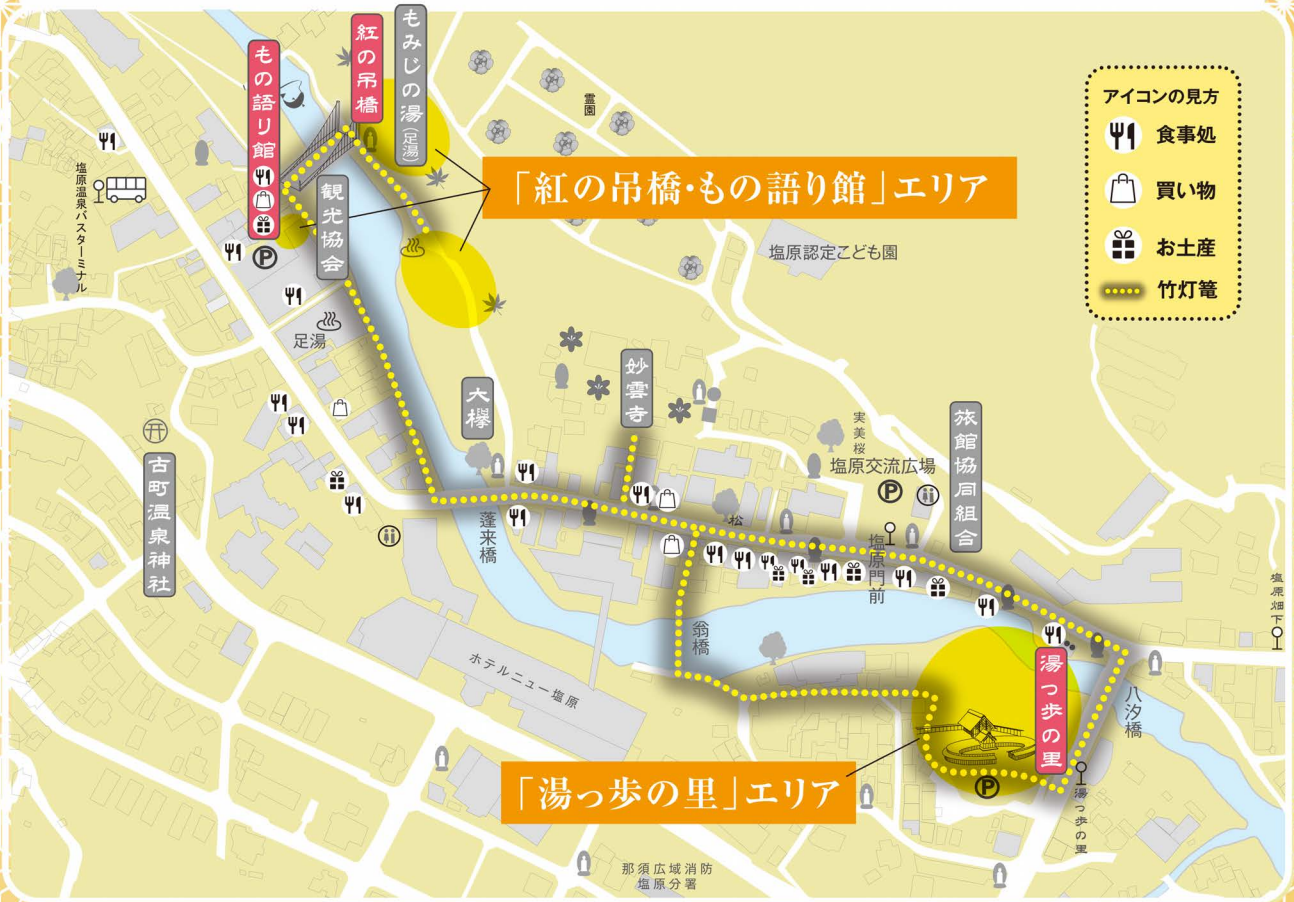 もの語り館
紅の吊橋
もみじの湯(足湯)
霊園
アイコンの見方
食事処
買い物
お土産
竹灯篭
塩原温泉バスターミナル
観光協会
「紅の吊橋・もの語り館」エリア
塩原認定こども園
P
足湯
大欅
妙雲寺
実美桜
塩原交流広場
P
旅館協同組合
古町温泉神社
蓬来橋
松
塩原門前
塩原畑下
翁橋
ホテルニュー塩原
湯っ歩の里
八汐橋
「湯っ歩の里」エリア
P
湯っ歩の里
那須広域消防
塩原分署